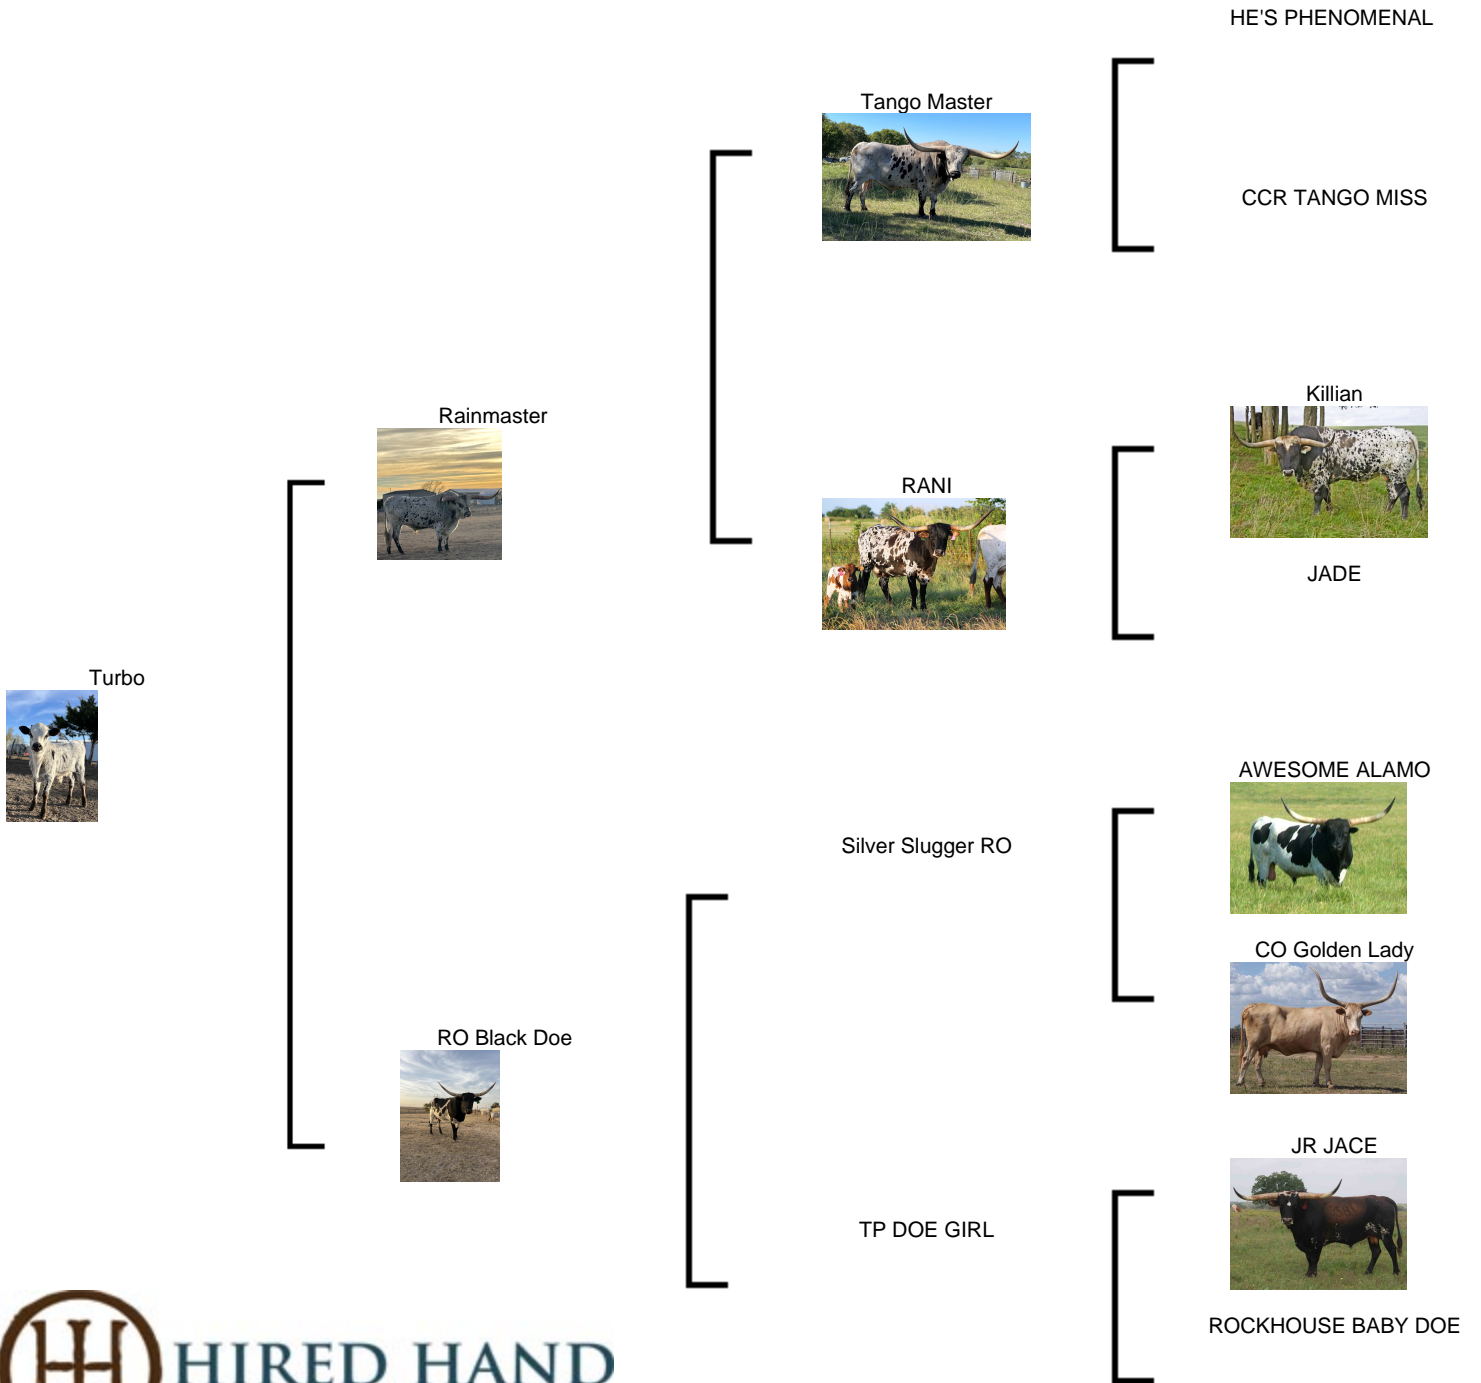 HE'S PHENOMENAL
Tango Master
CCR TANGO MISS
Killian
Rainmaster
RANI
JADE
Turbo
AWESOME ALAMO
Silver Slugger RO
CO Golden Lady
RO Black Doe
JR JACE
TP DOE GIRL
ROCKHOUSE BABY DOE
HIRED HAND